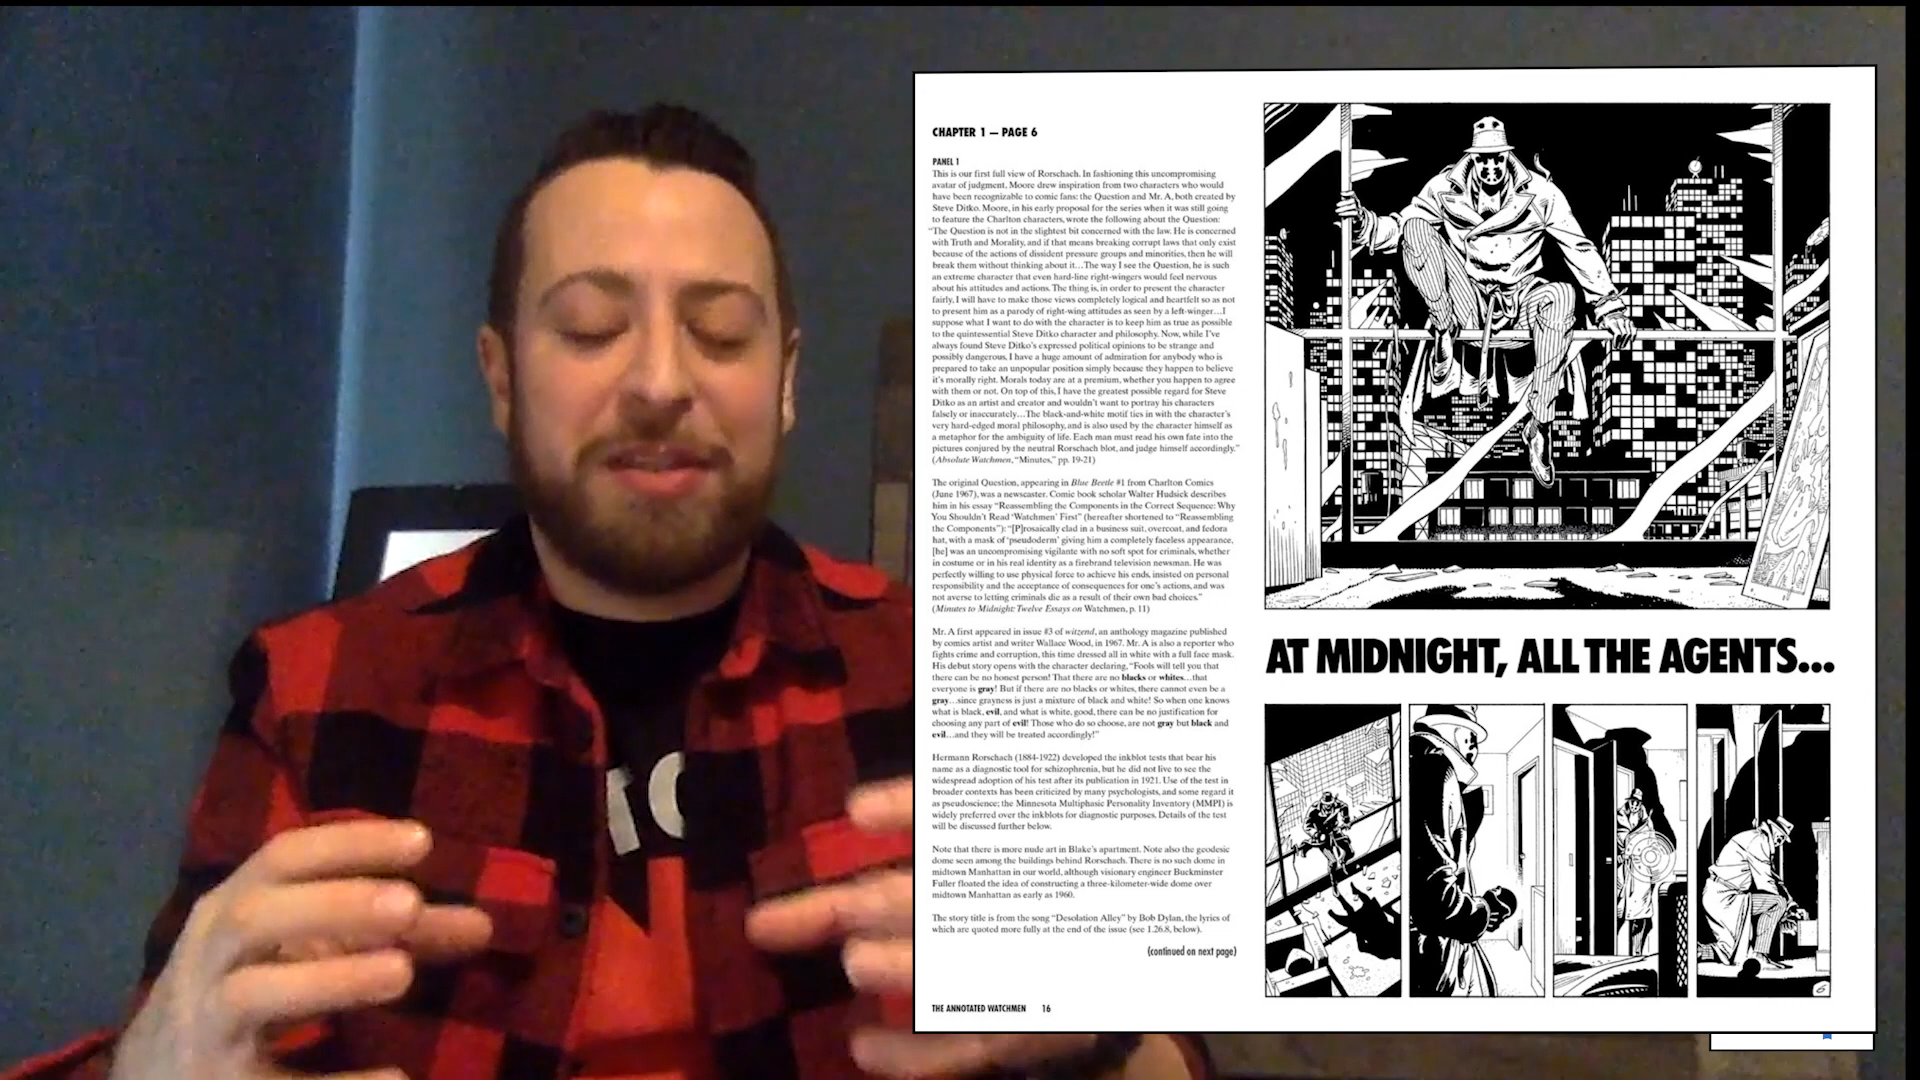 CHAPTER 1 — PAGE 6
PANEL 1
This is our first full view of Rorschach. In fashioning this uncompromising
avatar of judgment, Moore drew inspiration from two characters who would
have been recognizable to comic fans: the Question and Mr. A, both created by
Steve Ditko. Moore, in his early proposal for the series when it was still going
to feature the Charlton characters, wrote the following about the Question:
“The Question is not in the slightest bit concerned with the law. He is concerned
with Truth and Morality, and if that means breaking corrupt laws that only exist
because of the actions of dissident pressure groups and minorities, then he will
break them without thinking about it…The way I see the Question, he is such
an extreme character that even hard-line right-wingers would feel nervous
about his attitudes and actions. The thing is, in order to present the character
fairly, I will have to make those views completely logical and heartfelt so as not
to present him as a parody of right-wing attitudes as seen by a left-winger…I
suppose what I want to do with the character is to keep him as true as possible
to the quintessential Steve Ditko character and philosophy. Now, while I’ve
always found Steve Ditko’s expressed political opinions to be strange and
possibly dangerous, I have a huge amount of admiration for anybody who is
prepared to take an unpopular position simply because they happen to believe
it’s morally right. Morals today are at a premium, whether you happen to agree
with them or not. On top of this, I have the greatest possible regard for Steve
Ditko as an artist and creator and wouldn’t want to portray his characters
falsely or inaccurately…The black-and-white motif ties in with the character’s
very hard-edged moral philosophy, and is also used by the character himself as
a metaphor for the ambiguity of life. Each man must read his own fate into the
pictures conjured by the neutral Rorschach blot, and judge himself accordingly.”
(Absolute Watchmen, “Minutes,” pp. 19-21)
The original Question, appearing in Blue Beetle #1 from Charlton Comics
(June 1967), was a newscaster. Comic book scholar Walter Hudsick describes
him in his essay “Reassembling the Components in the Correct Sequence: Why
You Shouldn’t Read ‘Watchmen’ First” (hereafter shortened to “Reassembling
the Components”): “[P]rosaically clad in a business suit, overcoat, and fedora
hat, with a mask of ‘pseudoderm’ giving him a completely faceless appearance,
[he] was an uncompromising vigilante with no soft spot for criminals, whether
in costume or in his real identity as a firebrand television newsman. He was
perfectly willing to use physical force to achieve his ends, insisted on personal
responsibility and the acceptance of consequences for one’s actions, and was
not averse to letting criminals die as a result of their own bad choices.”
(Minutes to Midnight: Twelve Essays on Watchmen, p. 11)
Mr. A first appeared in issue #3 of witzend, an anthology magazine published
by comics artist and writer Wallace Wood, in 1967. Mr. A is also a reporter who
fights crime and corruption, this time dressed all in white with a full face mask.
His debut story opens with the character declaring, “Fools will tell you that
there can be no honest person! That there are no blacks or whites…that
everyone is gray! But if there are no blacks or whites, there cannot even be a
gray…since grayness is just a mixture of black and white! So when one knows
what is black, evil, and what is white, good, there can be no justification for
choosing any part of evil! Those who do so choose, are not gray but black and
evil…and they will be treated accordingly!”
Hermann Rorschach (1884-1922) developed the inkblot tests that bear his
name as a diagnostic tool for schizophrenia, but he did not live to see the
widespread adoption of his test after its publication in 1921. Use of the test in
broader contexts has been criticized by many psychologists, and some regard it
as pseudoscience; the Minnesota Multiphasic Personality Inventory (MMPI) is
widely preferred over the inkblots for diagnostic purposes. Details of the test
will be discussed further below.
Note that there is more nude art in Blake’s apartment. Note also the geodesic
dome seen among the buildings behind Rorschach. There is no such dome in
midtown Manhattan in our world, although visionary engineer Buckminster
Fuller floated the idea of constructing a three-kilometer-wide dome over
midtown Manhattan as early as 1960.
The story title is from the song “Desolation Alley” by Bob Dylan, the lyrics of
which are quoted more fully at the end of the issue (see 1.26.8, below).
(continued on next page)
THE ANNOTATED WATCHMEN 16
AT MIDNIGHT, ALL THE AGENTS...
6